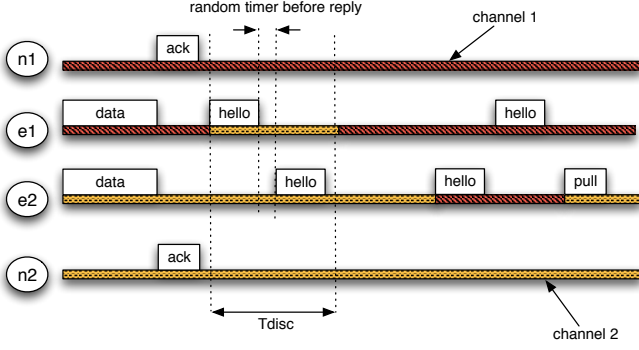 random timer before reply
channel 1
n1
ack
e1
data
hello
hello
e2
data
hello
hello
pull
n2
ack
Tdisc
channel 2